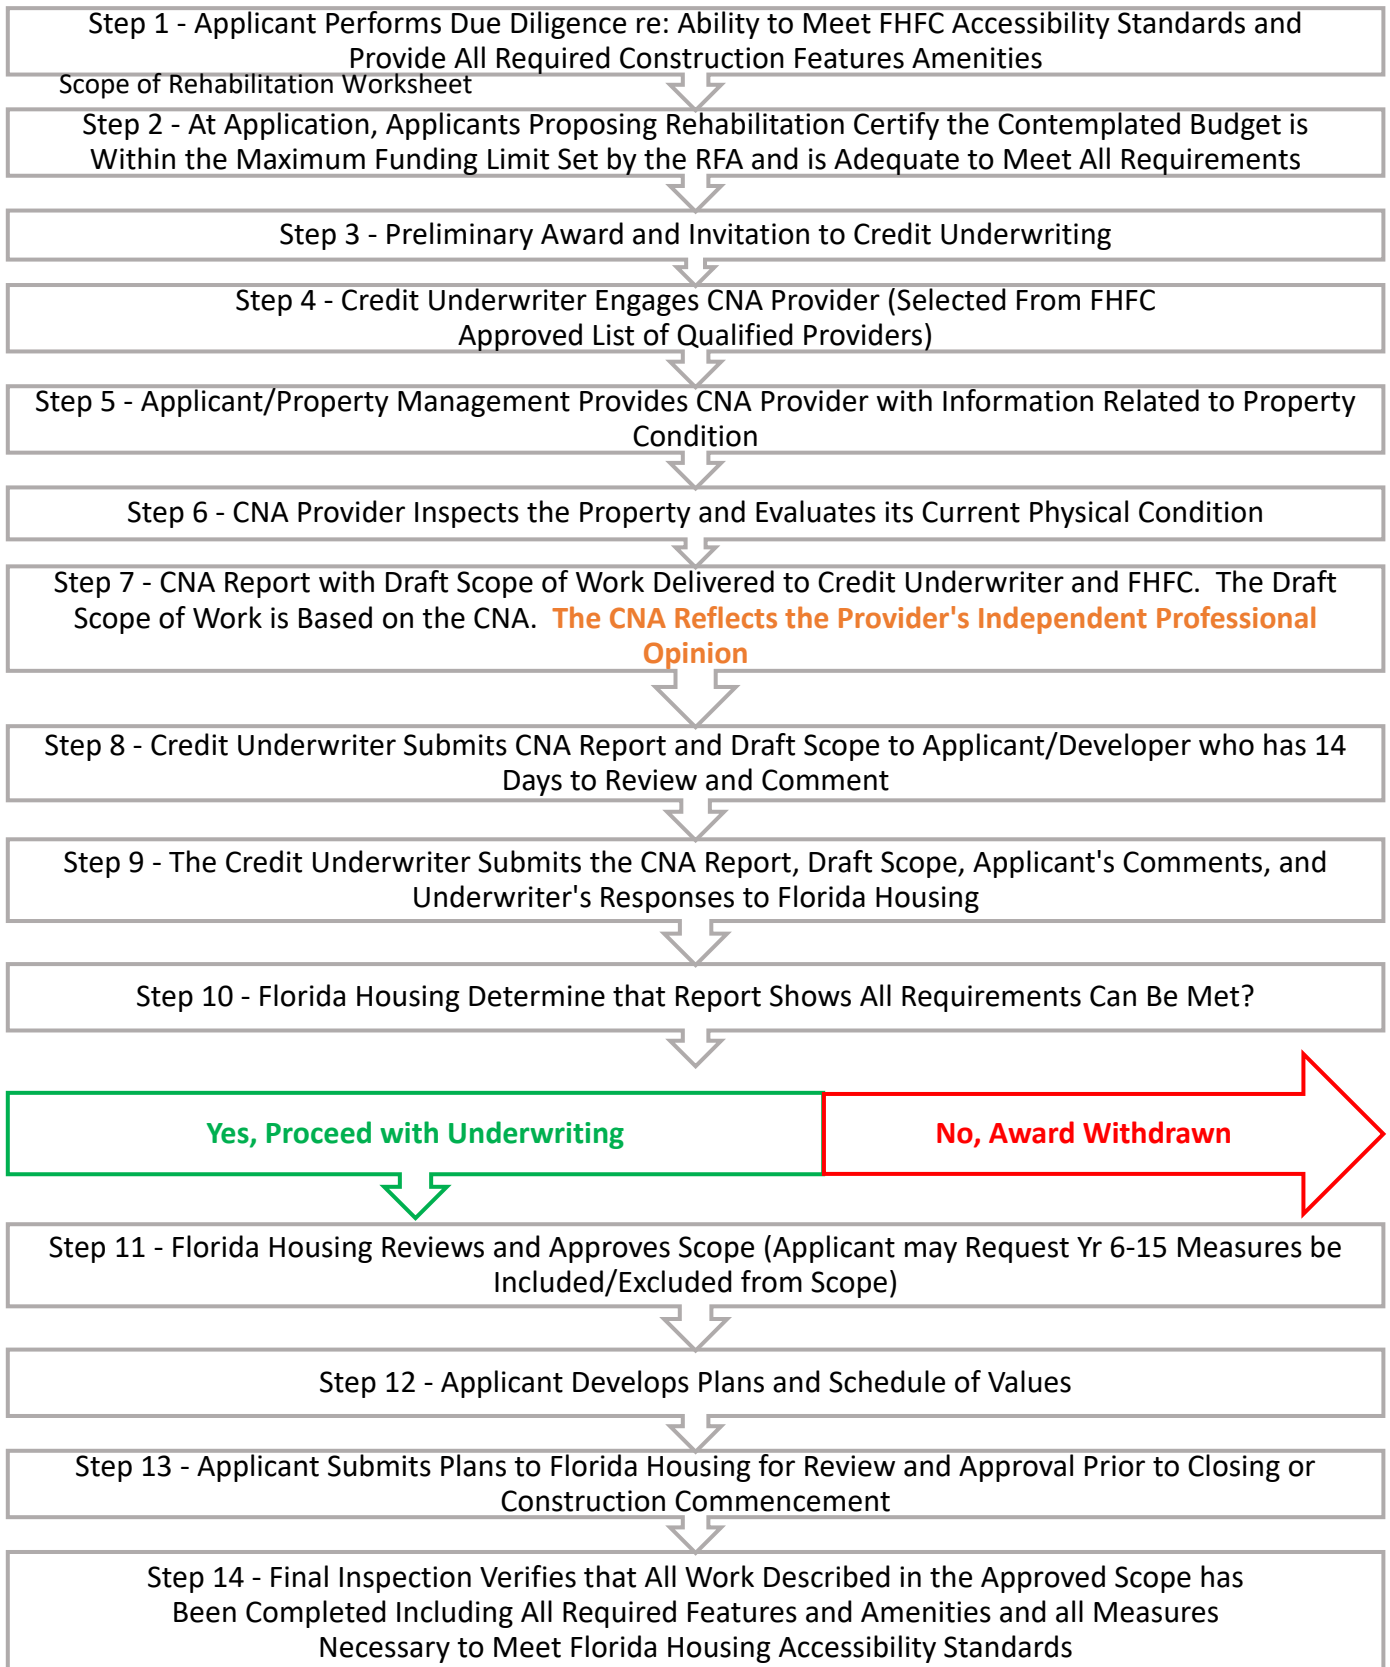 Step 1 - Applicant Performs Due Diligence re: Ability to Meet FHFC Accessibility Standards and
Provide All Required Construction Features Amenities
Scope of Rehabilitation Worksheet
Step 2 - At Application, Applicants Proposing Rehabilitation Certify the Contemplated Budget is
Within the Maximum Funding Limit Set by the RFA and is Adequate to Meet All Requirements
Step 3 - Preliminary Award and Invitation to Credit Underwriting
Step 4 - Credit Underwriter Engages CNA Provider (Selected From FHFC
Approved List of Qualified Providers)
Step 5 - Applicant/Property Management Provides CNA Provider with Information Related to Property
Condition
Step 6 - CNA Provider Inspects the Property and Evaluates its Current Physical Condition
Step 7 - CNA Report with Draft Scope of Work Delivered to Credit Underwriter and FHFC.  The Draft
Scope of Work is Based on the CNA.  The CNA Reflects the Provider's Independent Professional
Opinion
Step 8 - Credit Underwriter Submits CNA Report and Draft Scope to Applicant/Developer who has 14
Days to Review and Comment
Step 9 - The Credit Underwriter Submits the CNA Report, Draft Scope, Applicant's Comments, and
Underwriter's Responses to Florida Housing
Step 10 - Florida Housing Determine that Report Shows All Requirements Can Be Met?
Yes, Proceed with Underwriting
No, Award Withdrawn
Step 11 - Florida Housing Reviews and Approves Scope (Applicant may Request Yr 6-15 Measures be
Included/Excluded from Scope)
Step 12 - Applicant Develops Plans and Schedule of Values
Step 13 - Applicant Submits Plans to Florida Housing for Review and Approval Prior to Closing or
Construction Commencement
Step 14 - Final Inspection Verifies that All Work Described in the Approved Scope has
Been Completed Including All Required Features and Amenities and all Measures
Necessary to Meet Florida Housing Accessibility Standards